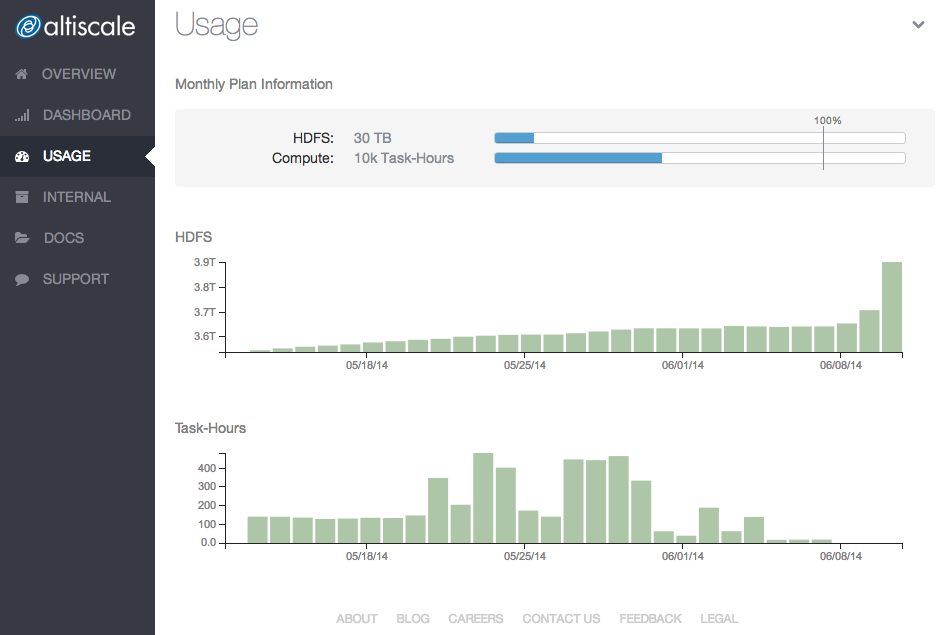 altiscale
OVERVIEW
DASHBOARD
USAGE
INTERNAL
DOCS
SUPPORT
Usage
Monthly Plan Information
100%
HDFS: 30 TB
Compute: 10k Task-Hours
HDFS
3.9T
3.8T
3.7T
3.6T
05/18/14 05/25/14 06/01/14 06/08/14
Task-Hours
400
300
200
100
0.0
05/18/14 05/25/14 06/01/14 06/08/14
ABOUT BLOG CAREERS CONTACT US FEEDBACK LEGAL